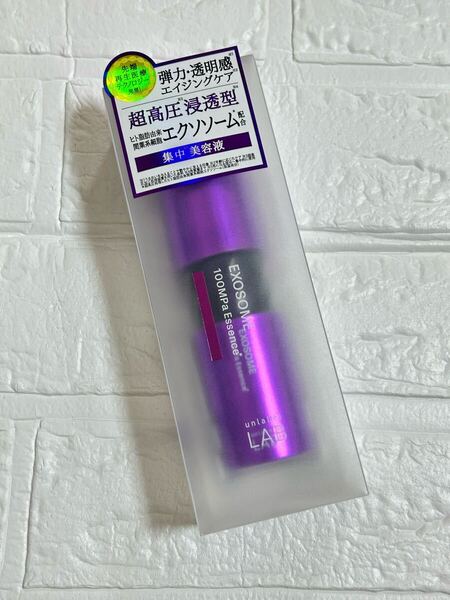 先端
再生医療
テクノロジー
弾力・透明感
エイジングケア
超高圧浸透型
ヒト脂肪由来
間葉系細胞
エクソソーム配合
集中 美容液
EXOSOME
100MPa Essence
unlabel
LAB